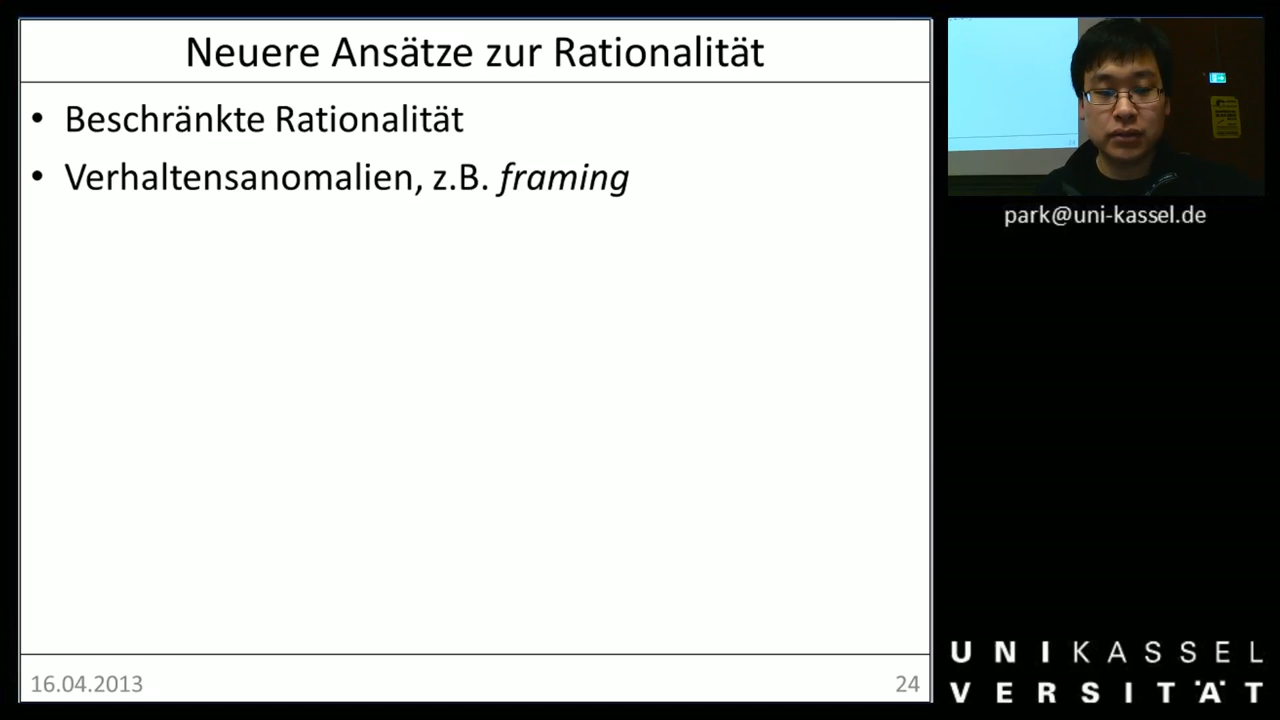 Neuere Ansätze zur Rationalität
• Beschränkte Rationalität
• Verhaltensanomalien, z.B. framing
16.04.2013
24
park@uni-kassel.de
UNIKASSEL
VERSITÄT